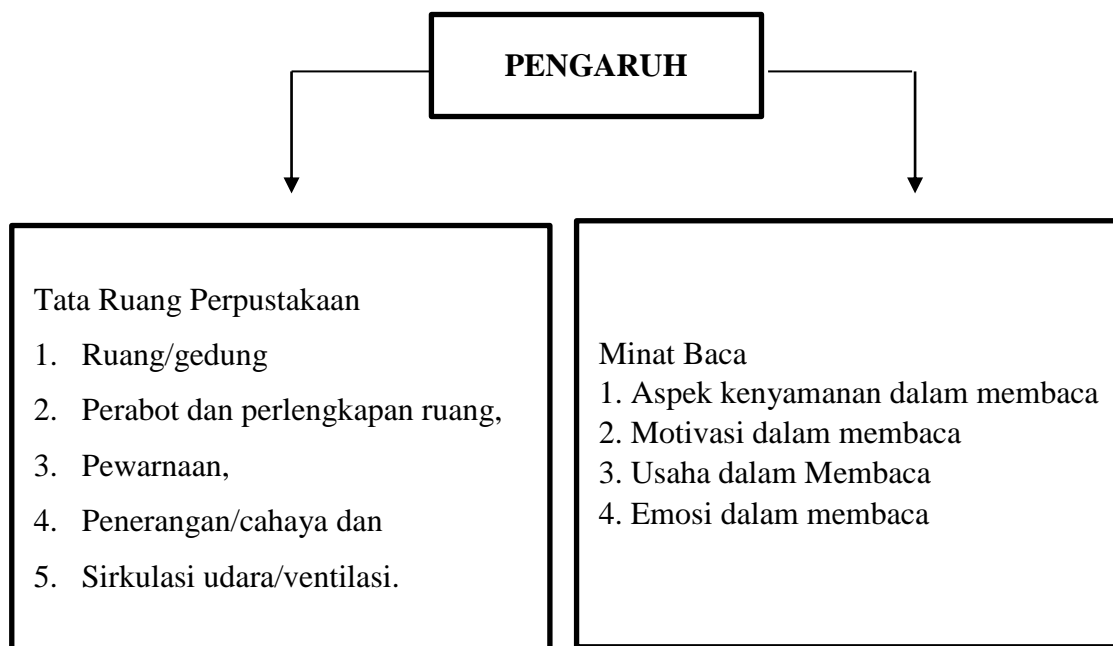 PENGARUH
Tata Ruang Perpustakaan
1. Ruang/gedung
2. Perabot dan perlengkapan ruang,
3. Pewarnaan,
4. Penerangan/cahaya dan
5. Sirkulasi udara/ventilasi.
Minat Baca
1. Aspek kenyamanan dalam membaca
2. Motivasi dalam membaca
3. Usaha dalam Membaca
4. Emosi dalam membaca